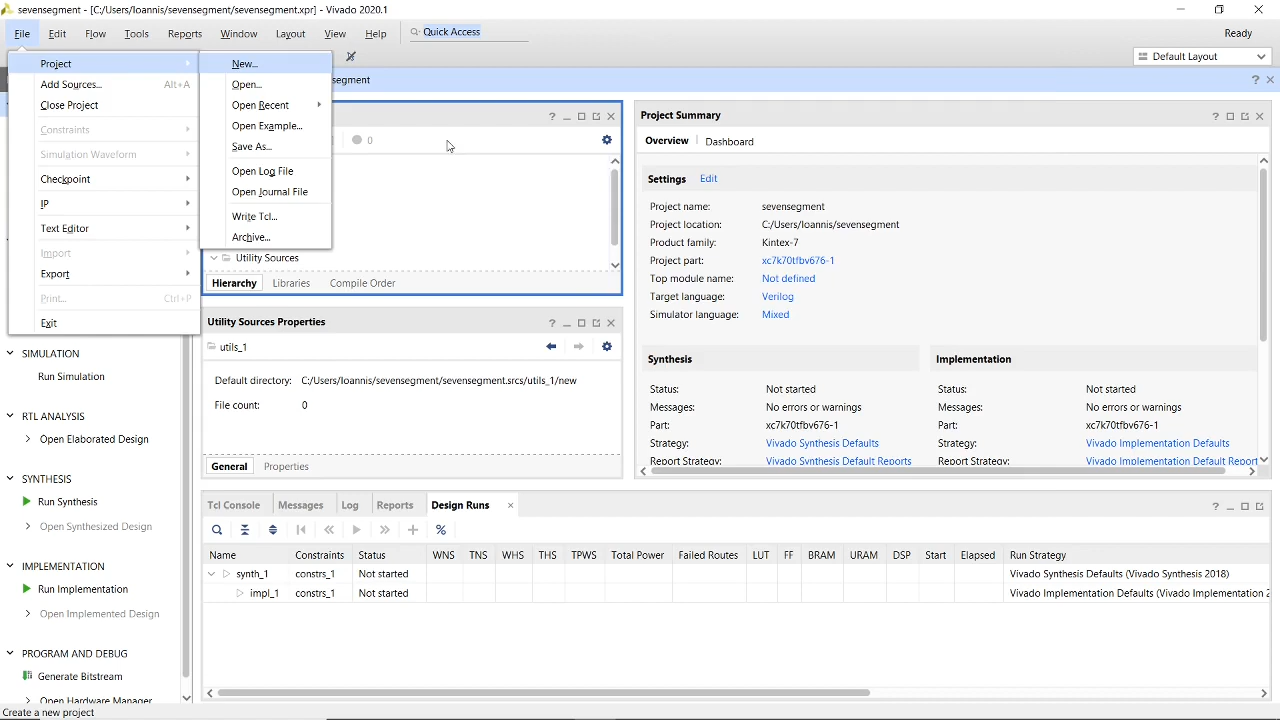 sevensegment - [C:/Users/Ioannis/sevensegment/sevensegment.xpr] - Vivado 2020.1
File Edit Flow Tools Reports Window Layout View Help Quick Access Ready
Default Layout
segment
Project
Add Sources... Alt+A
Close Project
Constraints
Simulation Waveform
Checkpoint
IP
Text Editor
Import
Export
Print... Ctrl+P
Exit
New...
Open...
Open Recent
Open Example...
Save As...
Open Log File
Open Journal File
Write Tcl...
Archive...
0
Utility Sources
Hierarchy Libraries Compile Order
Utility Sources Properties
utils_1
Default directory: C:/Users/Ioannis/sevensegment/sevensegment.srcs/utils_1/new
File count: 0
General Properties
Project Summary
Overview Dashboard
Settings Edit
Project name: sevensegment
Project location: C:/Users/Ioannis/sevensegment
Product family: Kintex-7
Project part: xc7k70tfbv676-1
Top module name: Not defined
Target language: Verilog
Simulator language: Mixed
Synthesis
Status: Not started
Messages: No errors or warnings
Part: xc7k70tfbv676-1
Strategy: Vivado Synthesis Defaults
Report Strategy: Vivado Synthesis Default Reports
Implementation
Status: Not started
Messages: No errors or warnings
Part: xc7k70tfbv676-1
Strategy: Vivado Implementation Defaults
Report Strategy: Vivado Implementation Default Report
SIMULATION
Run Simulation
RTL ANALYSIS
Open Elaborated Design
SYNTHESIS
Run Synthesis
Open Synthesized Design
IMPLEMENTATION
Run Implementation
Open Implemented Design
PROGRAM AND DEBUG
Generate Bitstream
Open Hardware Manager
Tcl Console Messages Log Reports Design Runs
Name Constraints Status WNS TNS WHS THS TPWS Total Power Failed Routes LUT FF BRAM URAM DSP Start Elapsed Run Strategy
synth_1 constrs_1 Not started Vivado Synthesis Defaults (Vivado Synthesis 2018)
impl_1 constrs_1 Not started Vivado Implementation Defaults (Vivado Implementation 2
Create a new project